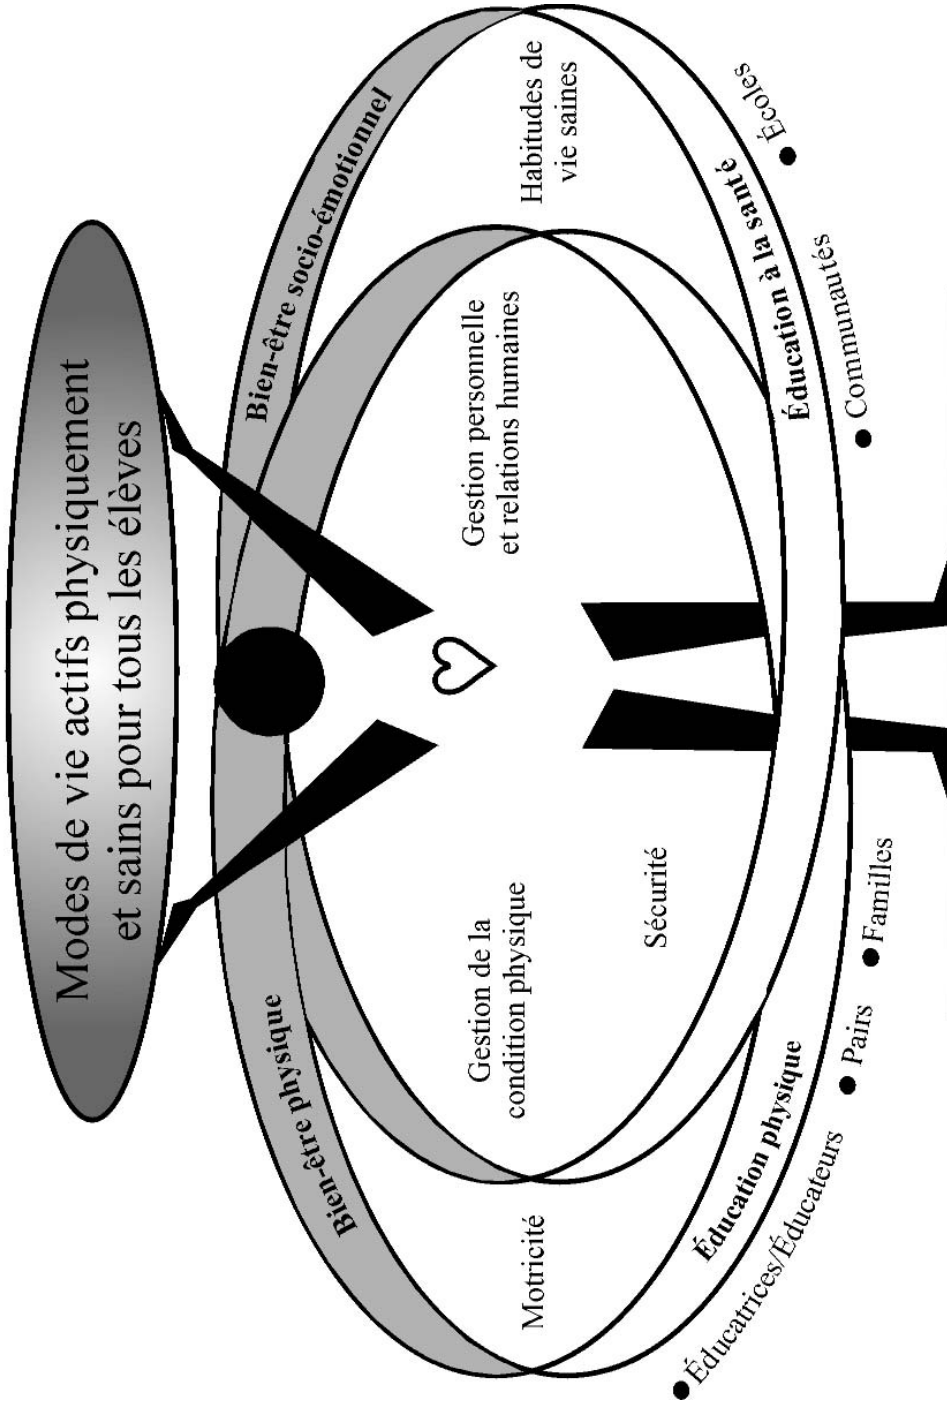 Modes de vie actifs physiquement
et sains pour tous les élèves
Bien-être physique
Bien-être socio-émotionnel
Motricité
Gestion de la
condition physique
Sécurité
Gestion personnelle
et relations humaines
Habitudes de
vie saines
Éducation physique
Éducation à la santé
• Éducatrices/Éducateurs
• Pairs
• Familles
• Communautés
• Écoles